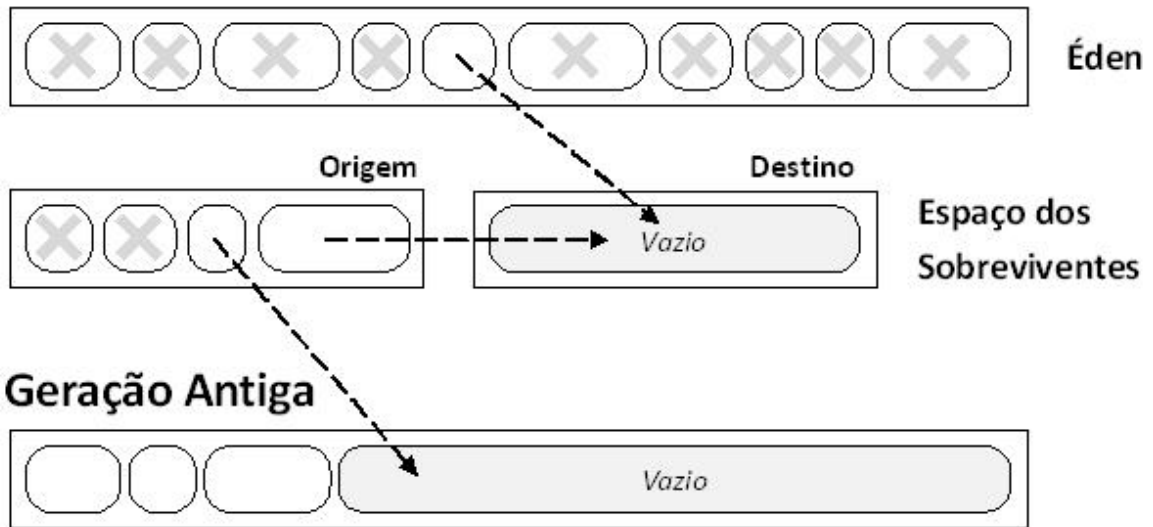 Éden
Origem
Destino
Espaço dos
Sobreviventes
Vazio
Geração Antiga
Vazio